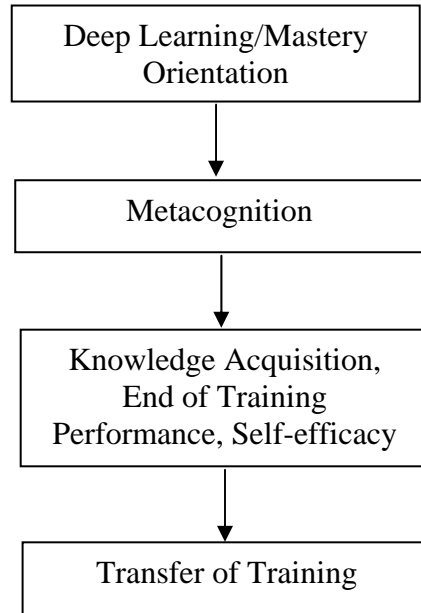 Deep Learning/Mastery
Orientation
Metacognition
Knowledge Acquisition,
End of Training
Performance, Self-efficacy
Transfer of Training